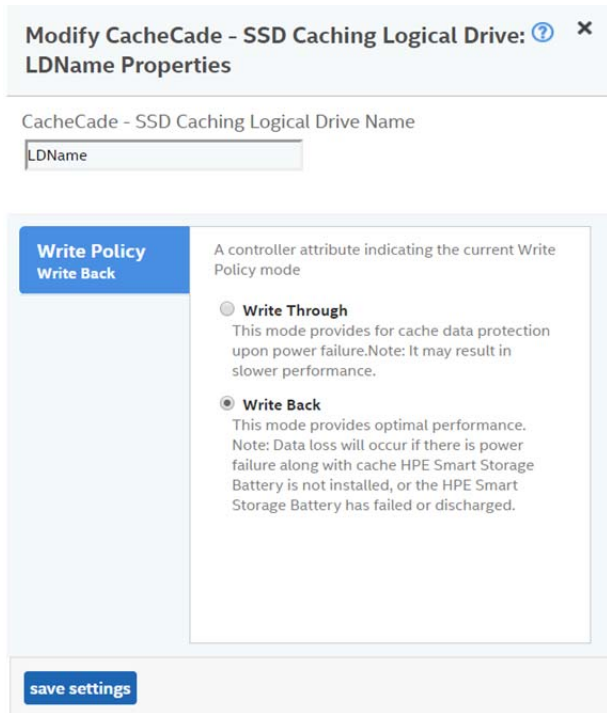 Modify CacheCade - SSD Caching Logical Drive: ? ×
LDName Properties
CacheCade - SSD Caching Logical Drive Name
LDName
Write Policy
Write Back
A controller attribute indicating the current Write
Policy mode
Write Through
This mode provides for cache data protection
upon power failure.Note: It may result in
slower performance.
Write Back
This mode provides optimal performance.
Note: Data loss will occur if there is power
failure along with cache HPE Smart Storage
Battery is not installed, or the HPE Smart
Storage Battery has failed or discharged.
save settings